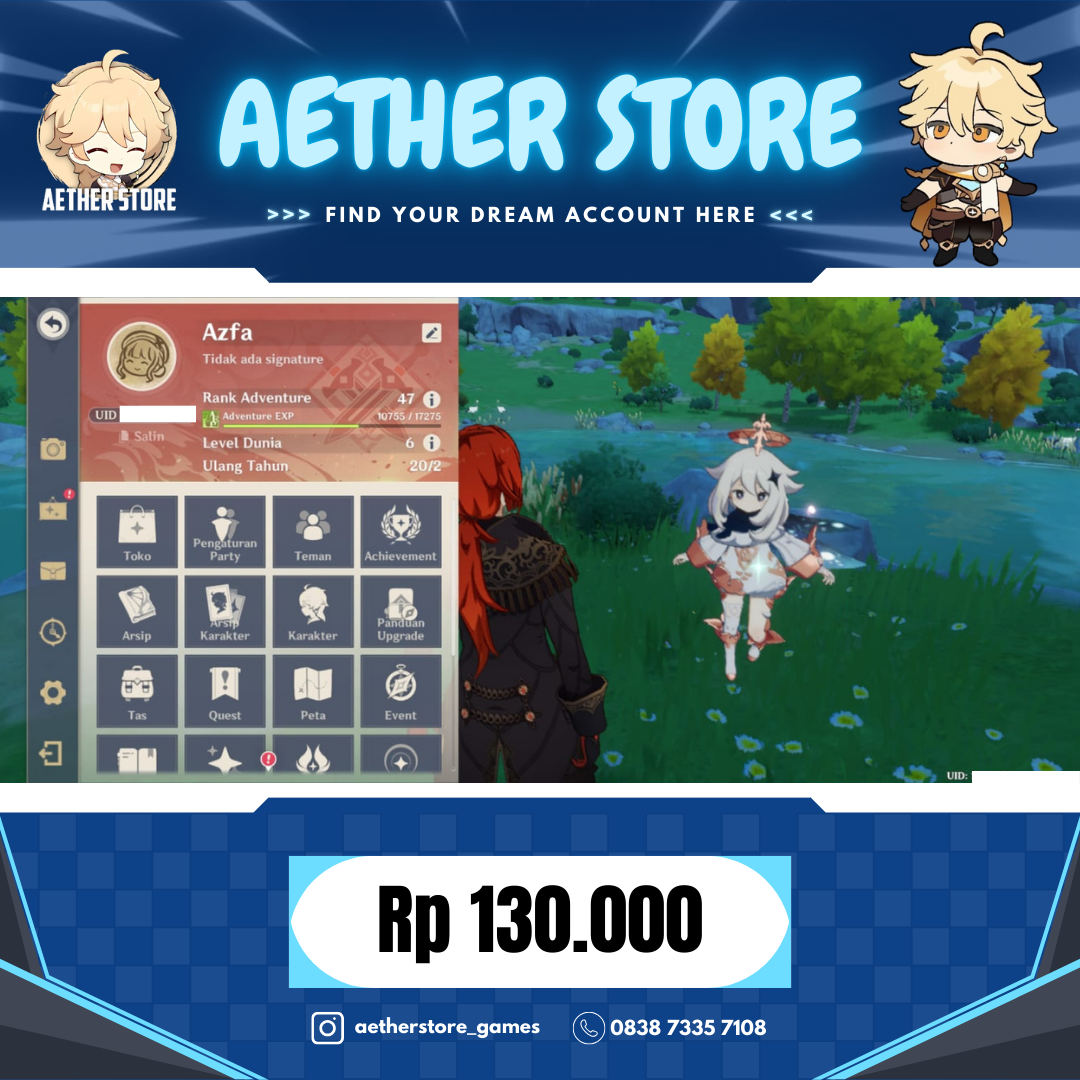 AETHER STORE
AETHER STORE
>>> FIND YOUR DREAM ACCOUNT HERE <<<
Azfa
Tidak ada signature
Rank Adventure 47
Adventure EXP 10755 / 17275
UID
Salin
Level Dunia 6
Ulang Tahun 20/2
Toko
Pengaturan Party
Teman
Achievement
Arsip
Arsip Karakter
Karakter
Panduan Upgrade
Tas
Quest
Peta
Event
UID:
Rp 130.000
aetherstore_games 0838 7335 7108